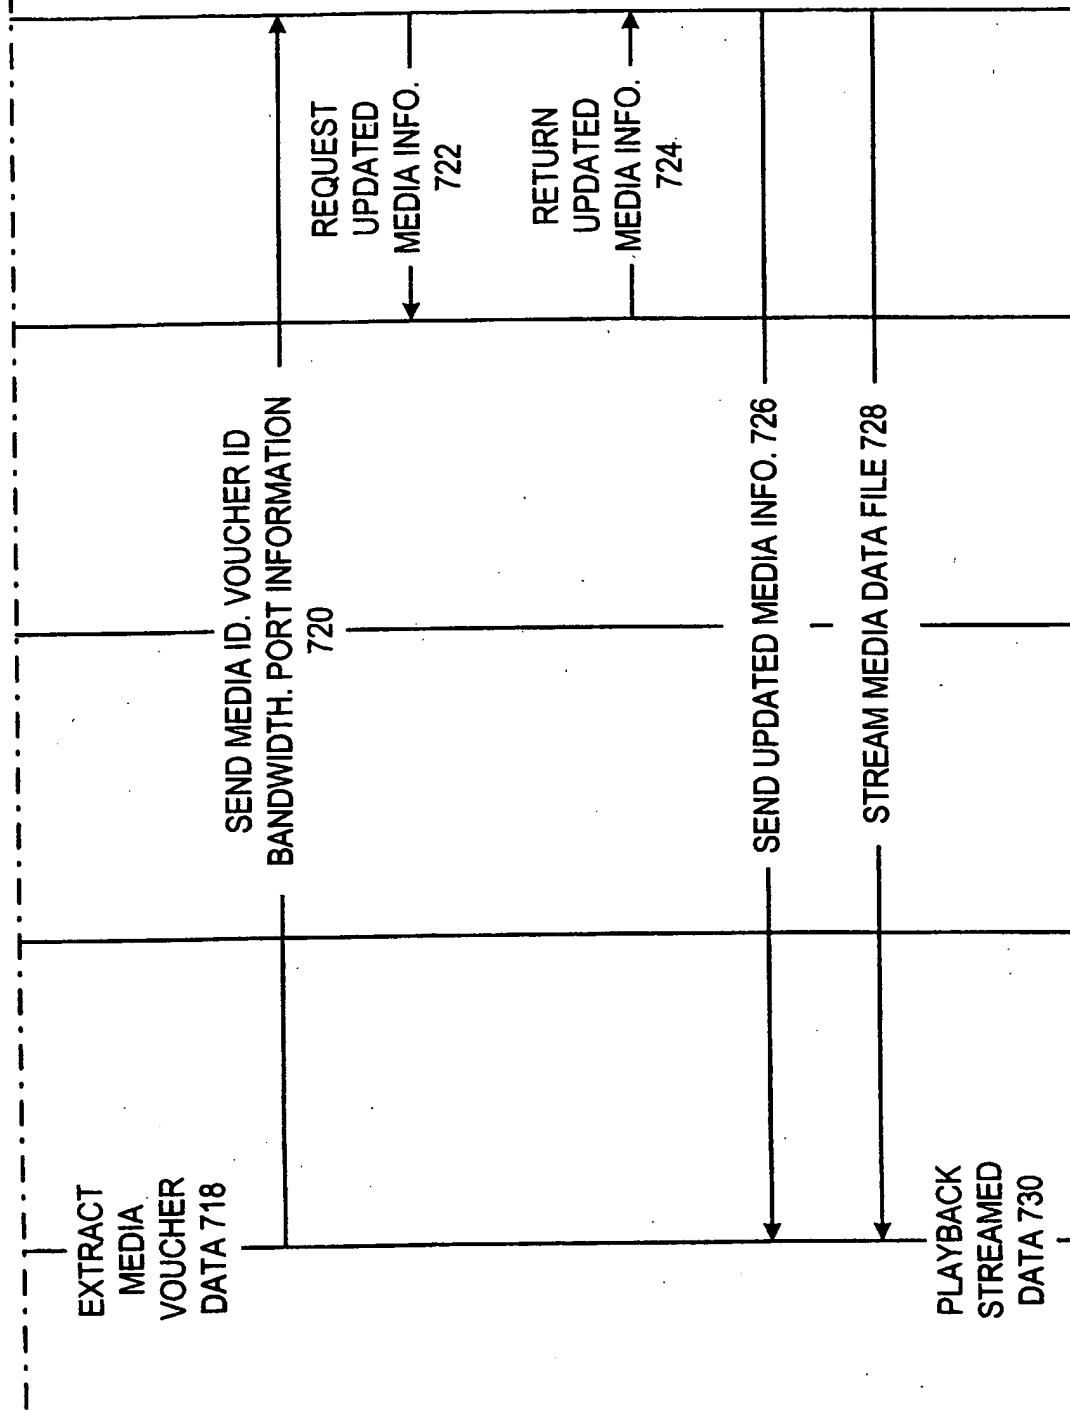 EXTRACT
MEDIA
VOUCHER
DATA 718
SEND MEDIA ID. VOUCHER ID
BANDWIDTH. PORT INFORMATION
720
REQUEST
UPDATED
MEDIA INFO.
722
RETURN
UPDATED
MEDIA INFO.
724
SEND UPDATED MEDIA INFO. 726
STREAM MEDIA DATA FILE 728
PLAYBACK
STREAMED
DATA 730